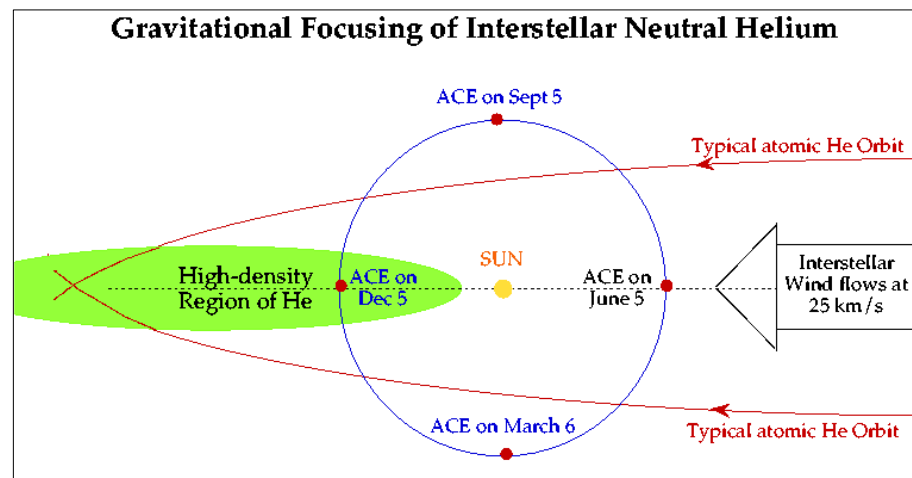 Gravitational Focusing of Interstellar Neutral Helium
ACE on Sept 5
Typical atomic He Orbit
SUN
High-density
Region of He
ACE on
Dec 5
ACE on
June 5
Interstellar
Wind flows at
25 km/s
ACE on March 6
Typical atomic He Orbit